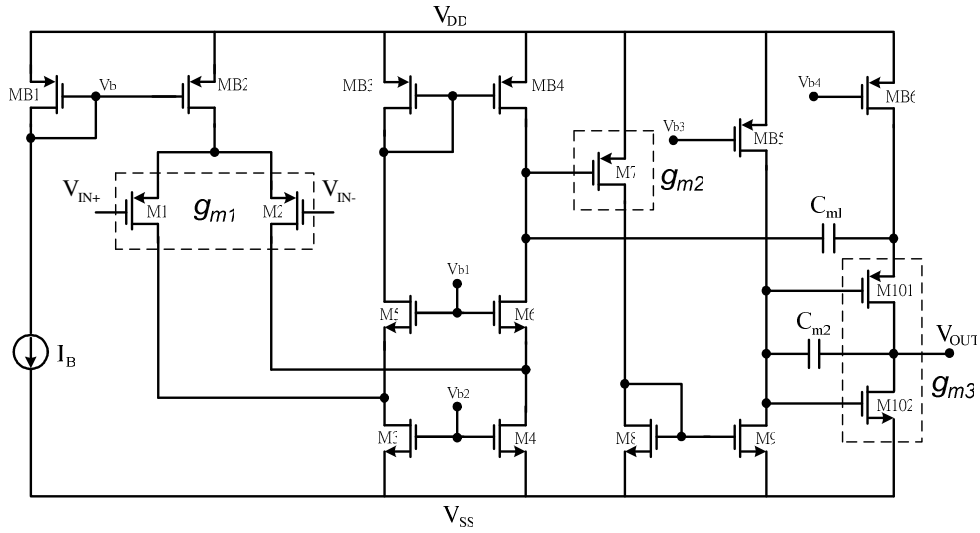 VDD
MB1
Vb
MB2
MB3
MB4
Vb4
MB6
Vb3
MB5
M7
gm2
VIN+
M1
gm1
M2
VIN-
Cm1
Vb1
M101
M5
M6
Cm2
VOUT
IB
gm3
Vb2
M102
M3
M4
M8
M9
VSS